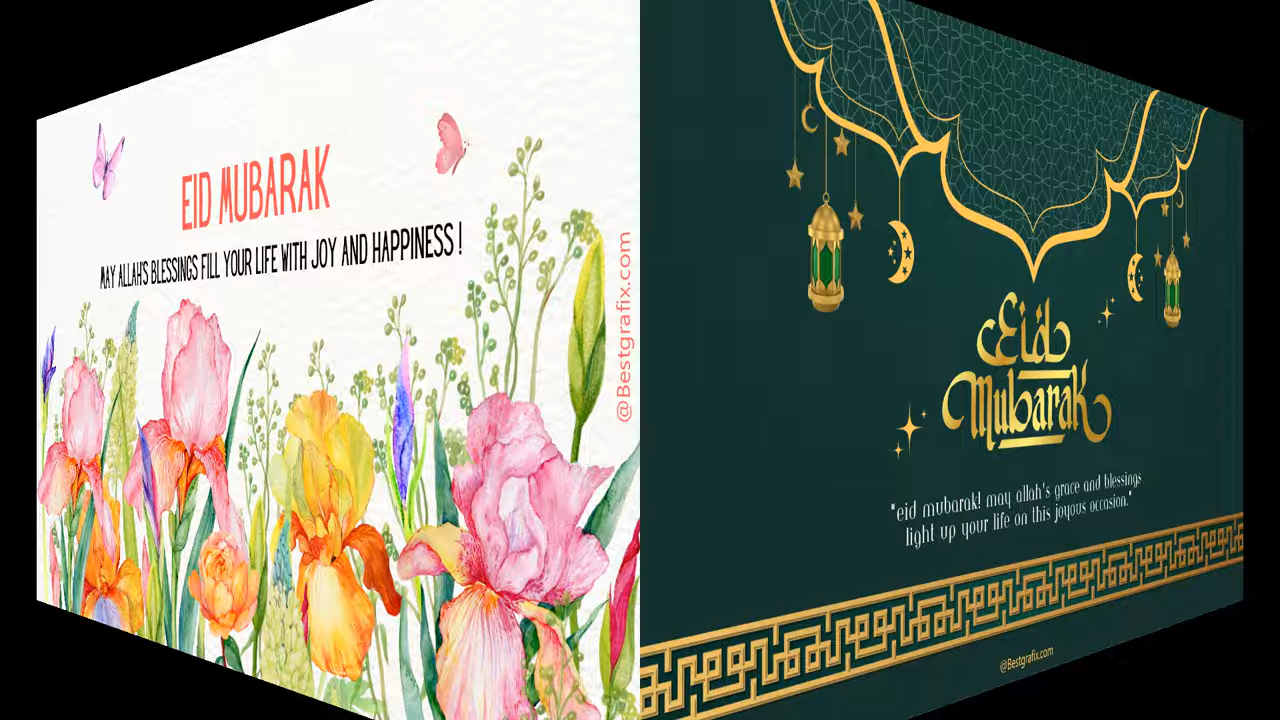 EID MUBARAK
MAY ALLAH'S BLESSINGS FILL YOUR LIFE WITH JOY AND HAPPINESS !
@Bestgrafix.com
Eid
Mubarak
"eid mubarak! may allah's grace and blessings
light up your life on this joyous occasion."
@Bestgrafix.com